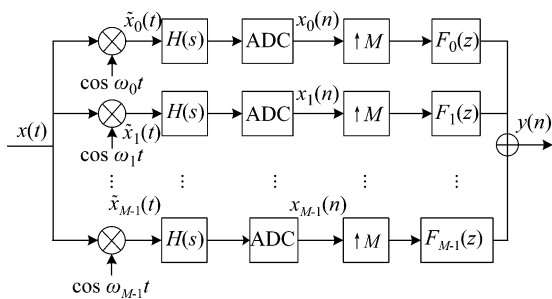 x̃₀(t) H(s) ADC x₀(n) ↑M F₀(z)
cos ω₀t
x̃₁(t) H(s) ADC x₁(n) ↑M F₁(z)
x(t) cos ω₁t y(n)
... ⋮ ⋮ ... ⋮ ⋮
x̃_{M-1}(t) H(s) ADC x_{M-1}(n) ↑M F_{M-1}(z)
cos ω_{M-1}t